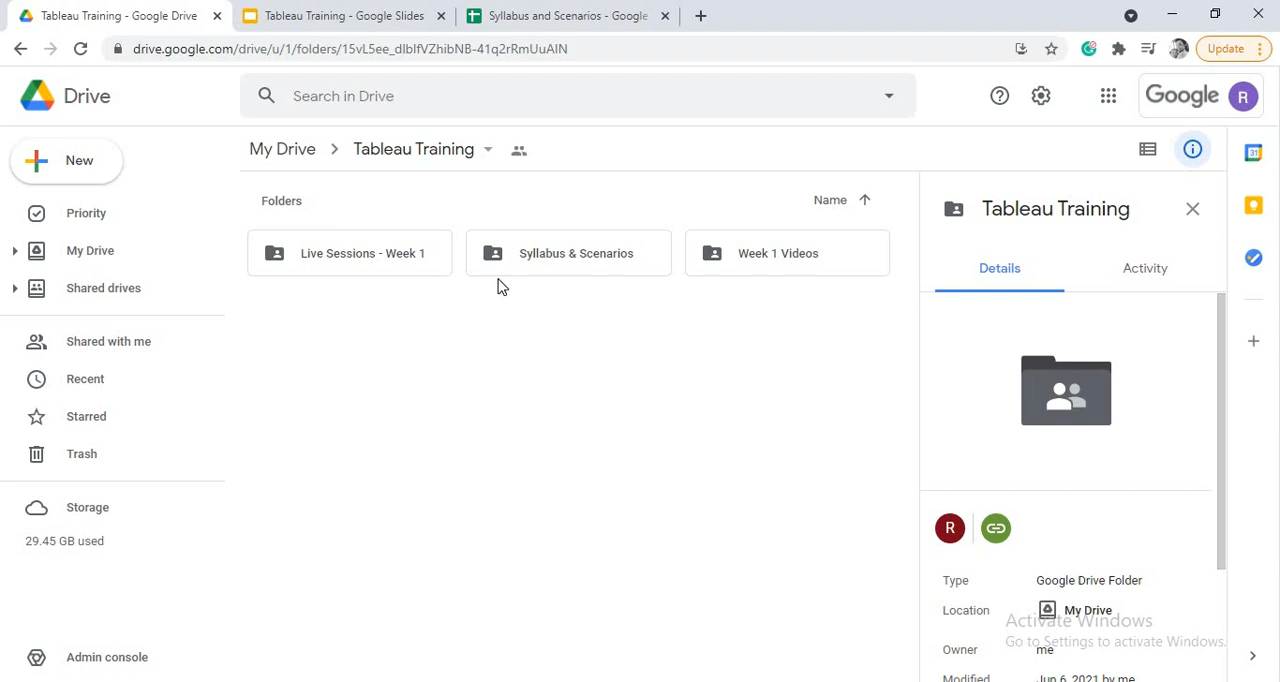 Tableau Training - Google Drive
Tableau Training - Google Slides
Syllabus and Scenarios - Google
drive.google.com/drive/u/1/folders/15vL5ee_dlblfVZhibNB-41q2rRmUuAIN
Update
Drive
Search in Drive
Google
R
New
My Drive
Tableau Training
Priority
My Drive
Shared drives
Shared with me
Recent
Starred
Trash
Storage
29.45 GB used
Admin console
Folders
Name
Live Sessions - Week 1
Syllabus & Scenarios
Week 1 Videos
Tableau Training
Details
Activity
R
Type
Google Drive Folder
Location
My Drive
Owner
me
Modified
Jun 6, 2021 by me
Activate Windows
Go to Settings to activate Windows.
31